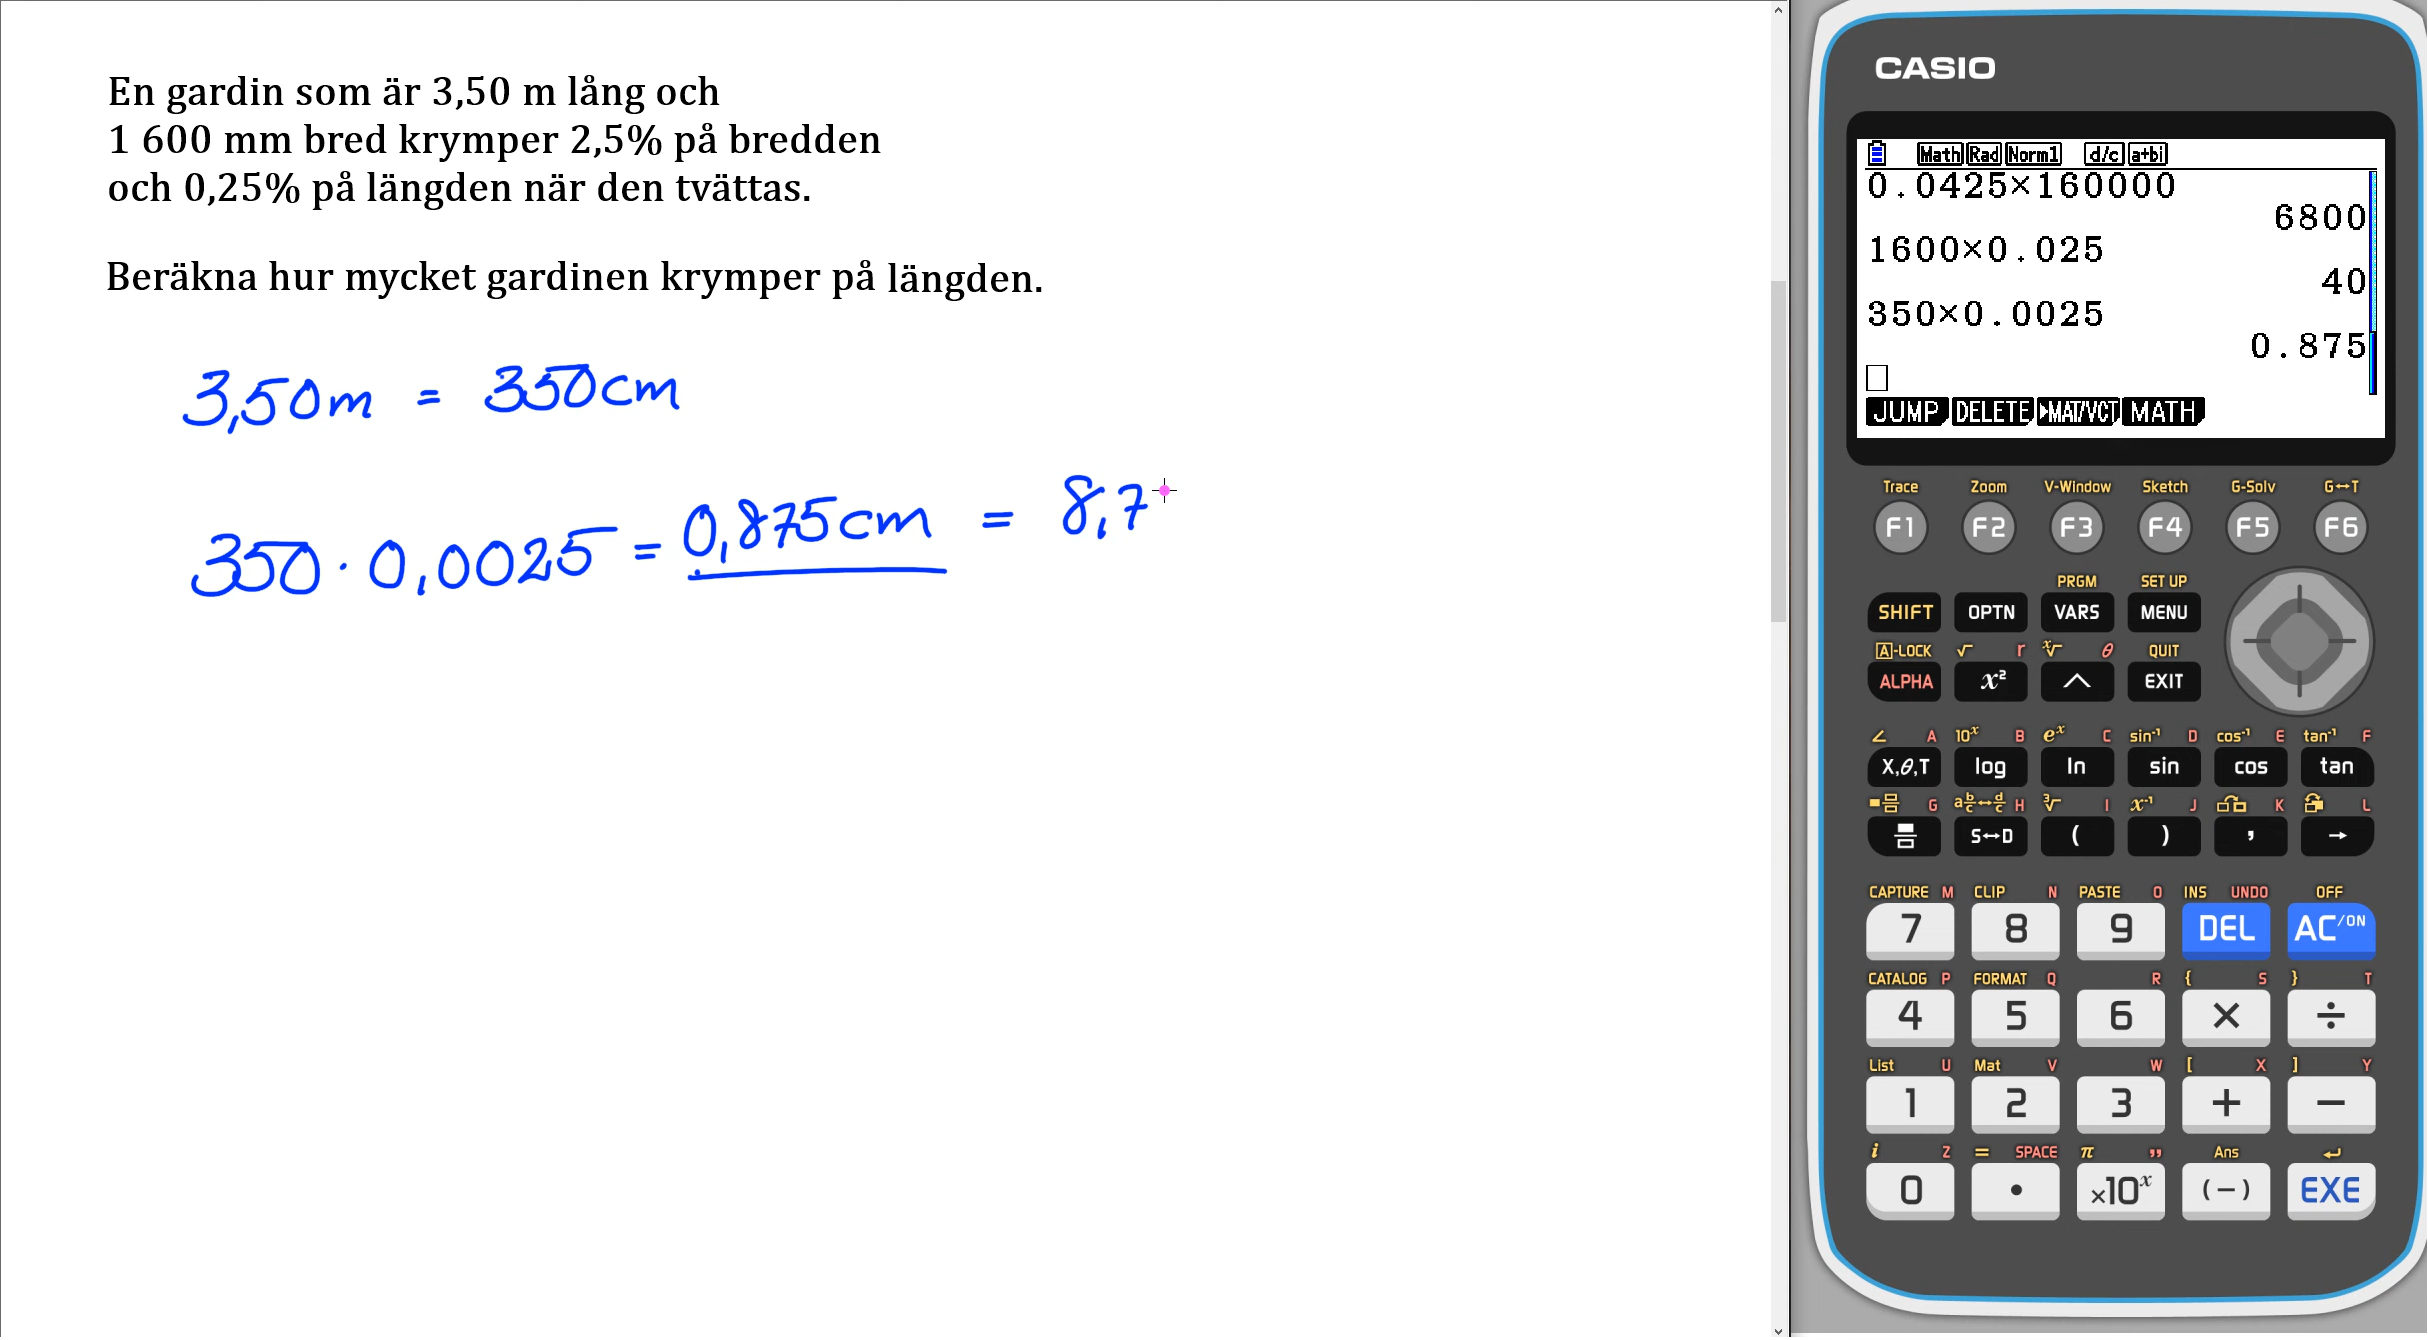 En gardin som är 3,50 m lång och
1 600 mm bred krymper 2,5% på bredden
och 0,25% på längden när den tvättas.
Beräkna hur mycket gardinen krymper på längden.
3,50m = 350cm
350 · 0,0025 = 0,875cm = 8,7
CASIO
Math Rad Norm1 d/c a+bi
0.0425×160000
6800
1600×0.025
40
350×0.0025
0.875
JUMP DELETE ▸MAT/VCT MATH
Trace Zoom V-Window Sketch G-Solv G↔T
F1 F2 F3 F4 F5 F6
PRGM SET UP
SHIFT OPTN VARS MENU
A-LOCK √ r ˣ√ θ QUIT
ALPHA x² ^ EXIT
∠ A 10ˣ B eˣ C sin⁻¹ D cos⁻¹ E tan⁻¹ F
X,θ,T log ln sin cos tan
G a b/c↔d/c H ³√ I x⁻¹ J K L
S↔D ( ) , →
CAPTURE M CLIP N PASTE O INS UNDO OFF
7 8 9 DEL AC/ON
CATALOG P FORMAT Q R { S } T
4 5 6 × ÷
List U Mat V W [ X ] Y
1 2 3 + −
i Z = SPACE π " Ans ↵
0 • ×10ˣ (−) EXE